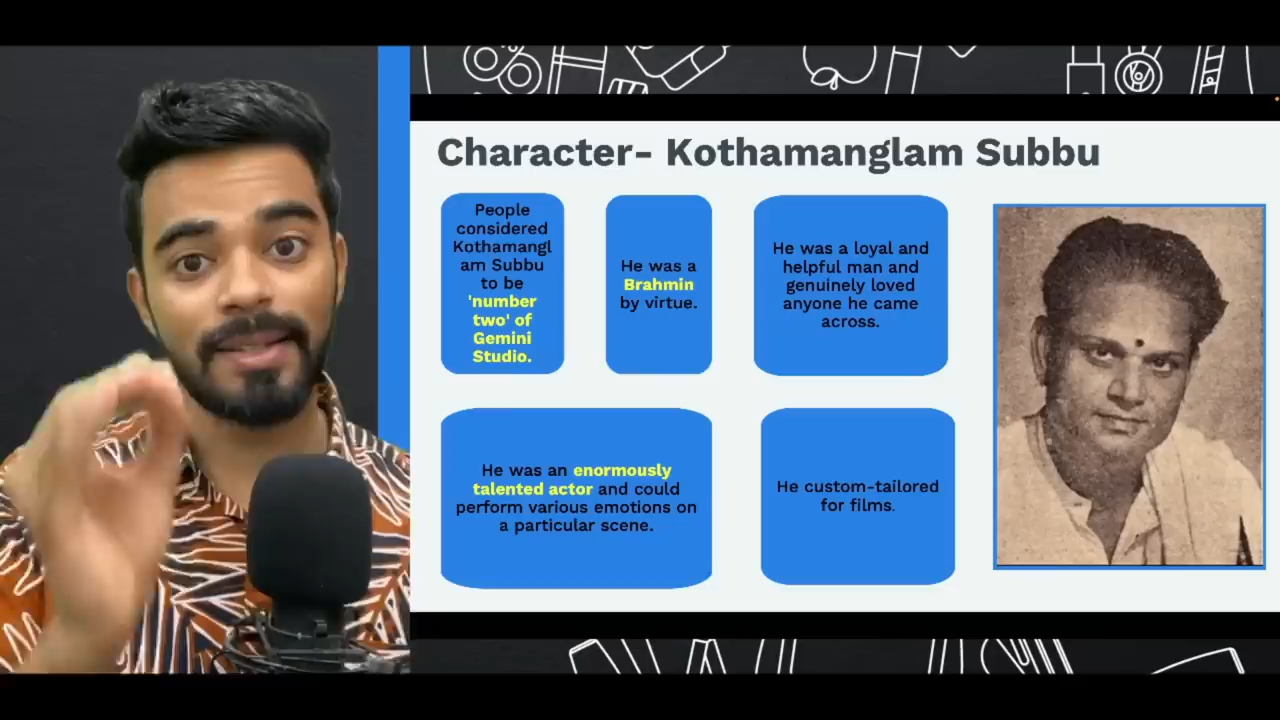 Character- Kothamanglam Subbu
People
considered
Kothamangl
am Subbu
to be
'number
two' of
Gemini
Studio.
He was a
Brahmin
by virtue.
He was a loyal and
helpful man and
genuinely loved
anyone he came
across.
He was an enormously
talented actor and could
perform various emotions on
a particular scene.
He custom-tailored
for films.